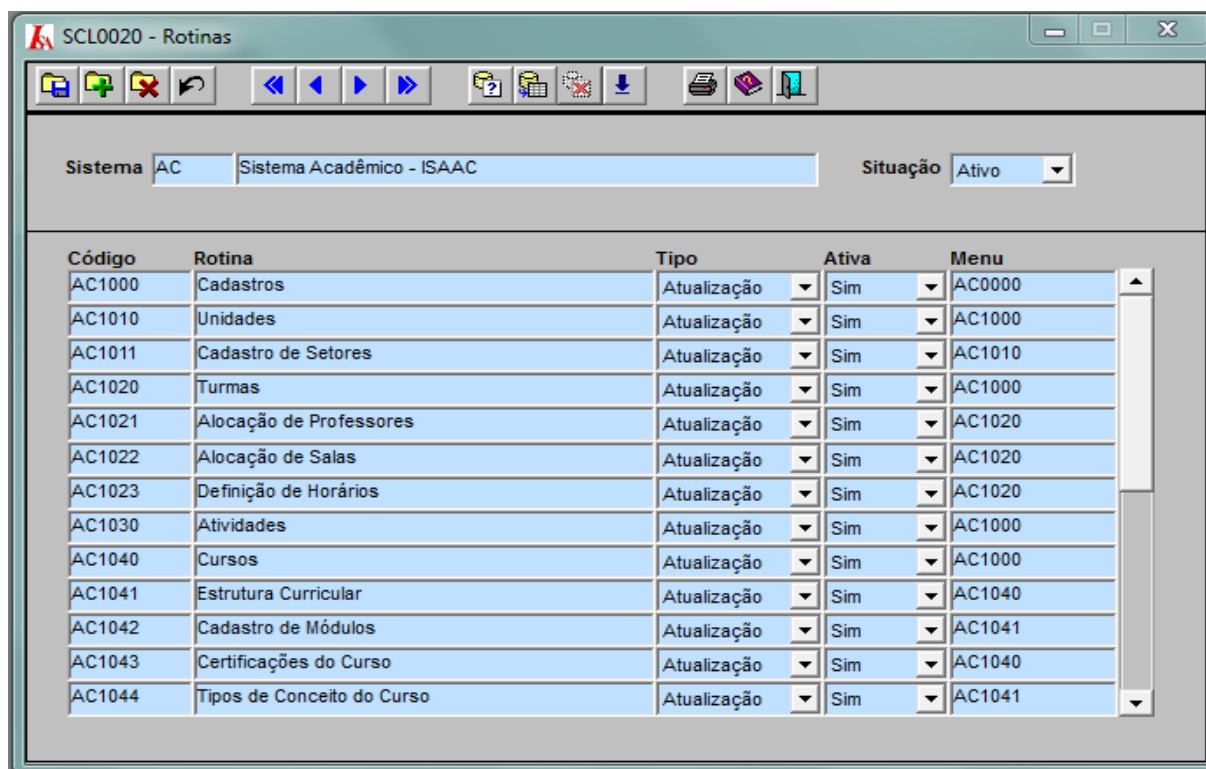 SCL0020 - Rotinas
Sistema AC Sistema Acadêmico - ISAAC Situação Ativo
Código Rotina Tipo Ativa Menu
AC1000 Cadastros Atualização Sim AC0000
AC1010 Unidades Atualização Sim AC1000
AC1011 Cadastro de Setores Atualização Sim AC1010
AC1020 Turmas Atualização Sim AC1000
AC1021 Alocação de Professores Atualização Sim AC1020
AC1022 Alocação de Salas Atualização Sim AC1020
AC1023 Definição de Horários Atualização Sim AC1020
AC1030 Atividades Atualização Sim AC1000
AC1040 Cursos Atualização Sim AC1000
AC1041 Estrutura Curricular Atualização Sim AC1040
AC1042 Cadastro de Módulos Atualização Sim AC1041
AC1043 Certificações do Curso Atualização Sim AC1040
AC1044 Tipos de Conceito do Curso Atualização Sim AC1041